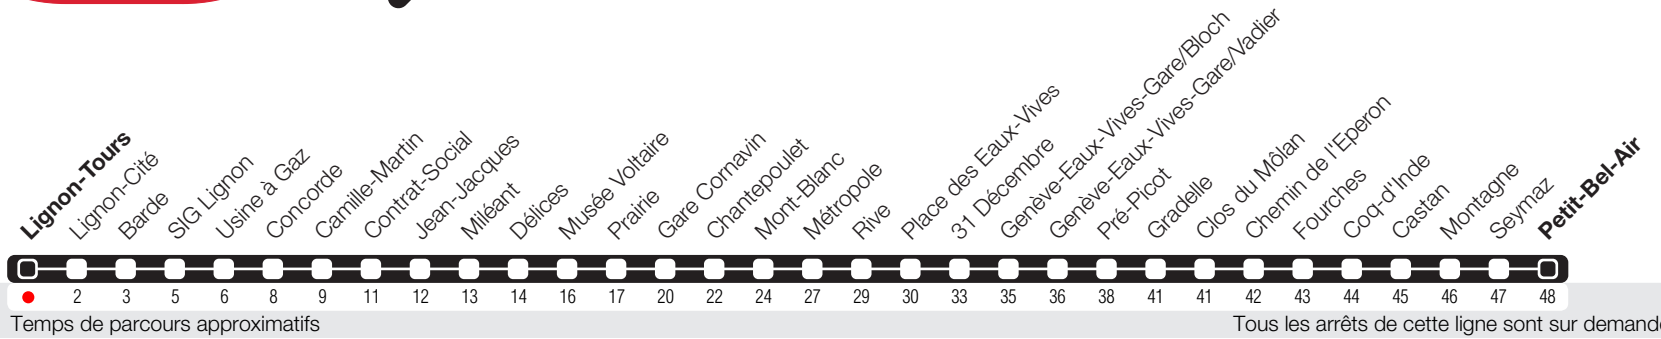 Lignon-Tours
Lignon-Cité
Barde
SIG Lignon
Usine à Gaz
Concorde
Camille-Martin
Contrat-Social
Jean-Jacques
Miléant
Délices
Musée Voltaire
Prairie
Gare Cornavin
Chantepoulet
Mont-Blanc
Métropole
Rive
Place des Eaux-Vives
31 Décembre
Genève-Eaux-Vives-Gare/Bloch
Genève-Eaux-Vives-Gare/Vadier
Pré-Picot
Gradelle
Clos du Môlan
Chemin de l'Eperon
Fourches
Coq-d'Inde
Castan
Montagne
Seymaz
Petit-Bel-Air
2 3 5 6 8 9 11 12 13 14 16 17 20 22 24 27 29 30 33 35 36 38 41 41 42 43 44 45 46 47 48
Temps de parcours approximatifs
Tous les arrêts de cette ligne sont sur demande